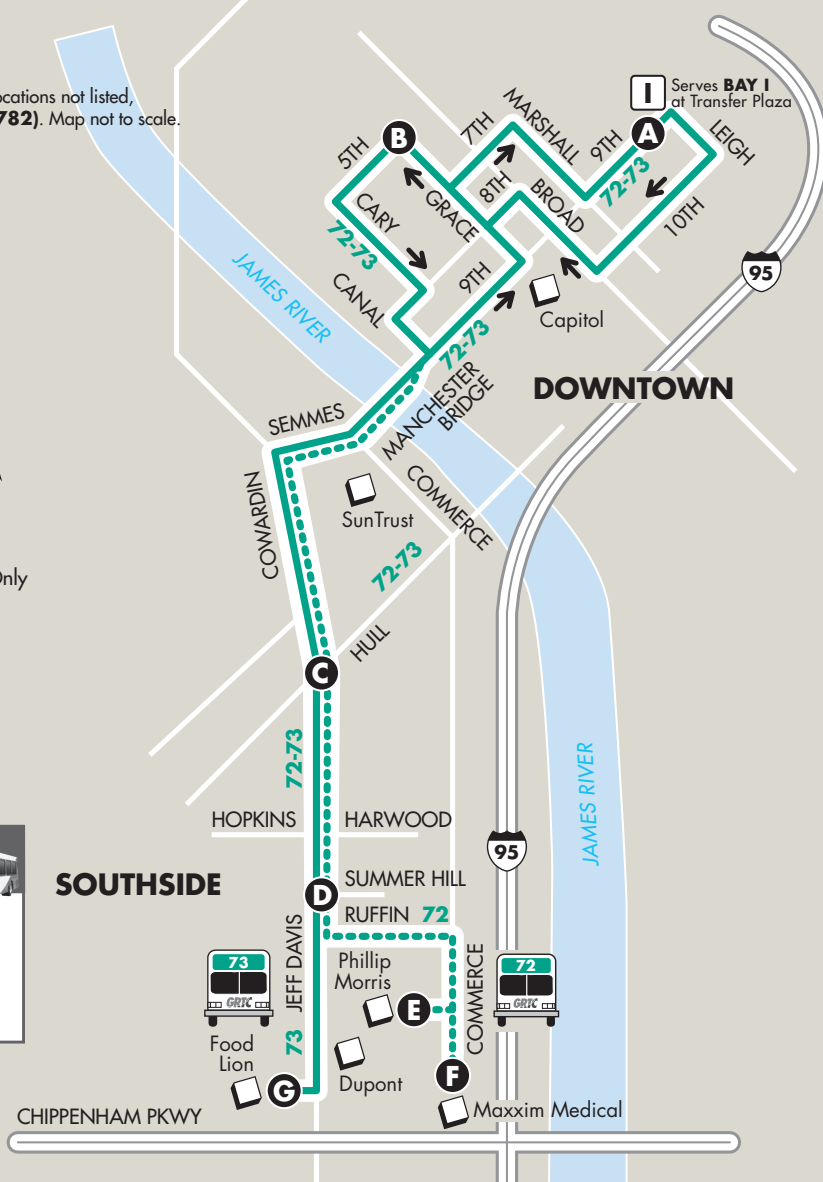 ocations not listed,
782). Map not to scale.
I
Serves BAY I
at Transfer Plaza
A
B
5TH
7TH
MARSHALL
9TH
72-73
LEIGH
10TH
8TH
BROAD
GRACE
CARY
72-73
9TH
CANAL
72-73
Capitol
95
JAMES RIVER
DOWNTOWN
MANCHESTER
BRIDGE
SEMMES
COWARDIN
SunTrust
COMMERCE
72-73
HULL
Only
C
72-73
JAMES RIVER
HOPKINS
HARWOOD
95
SOUTHSIDE
D
SUMMER HILL
RUFFIN 72
JEFF DAVIS
73
GRTC
Phillip
Morris
E
COMMERCE
72
GRTC
73
Food
Lion
G
Dupont
F
Maxxim Medical
CHIPPENHAM PKWY